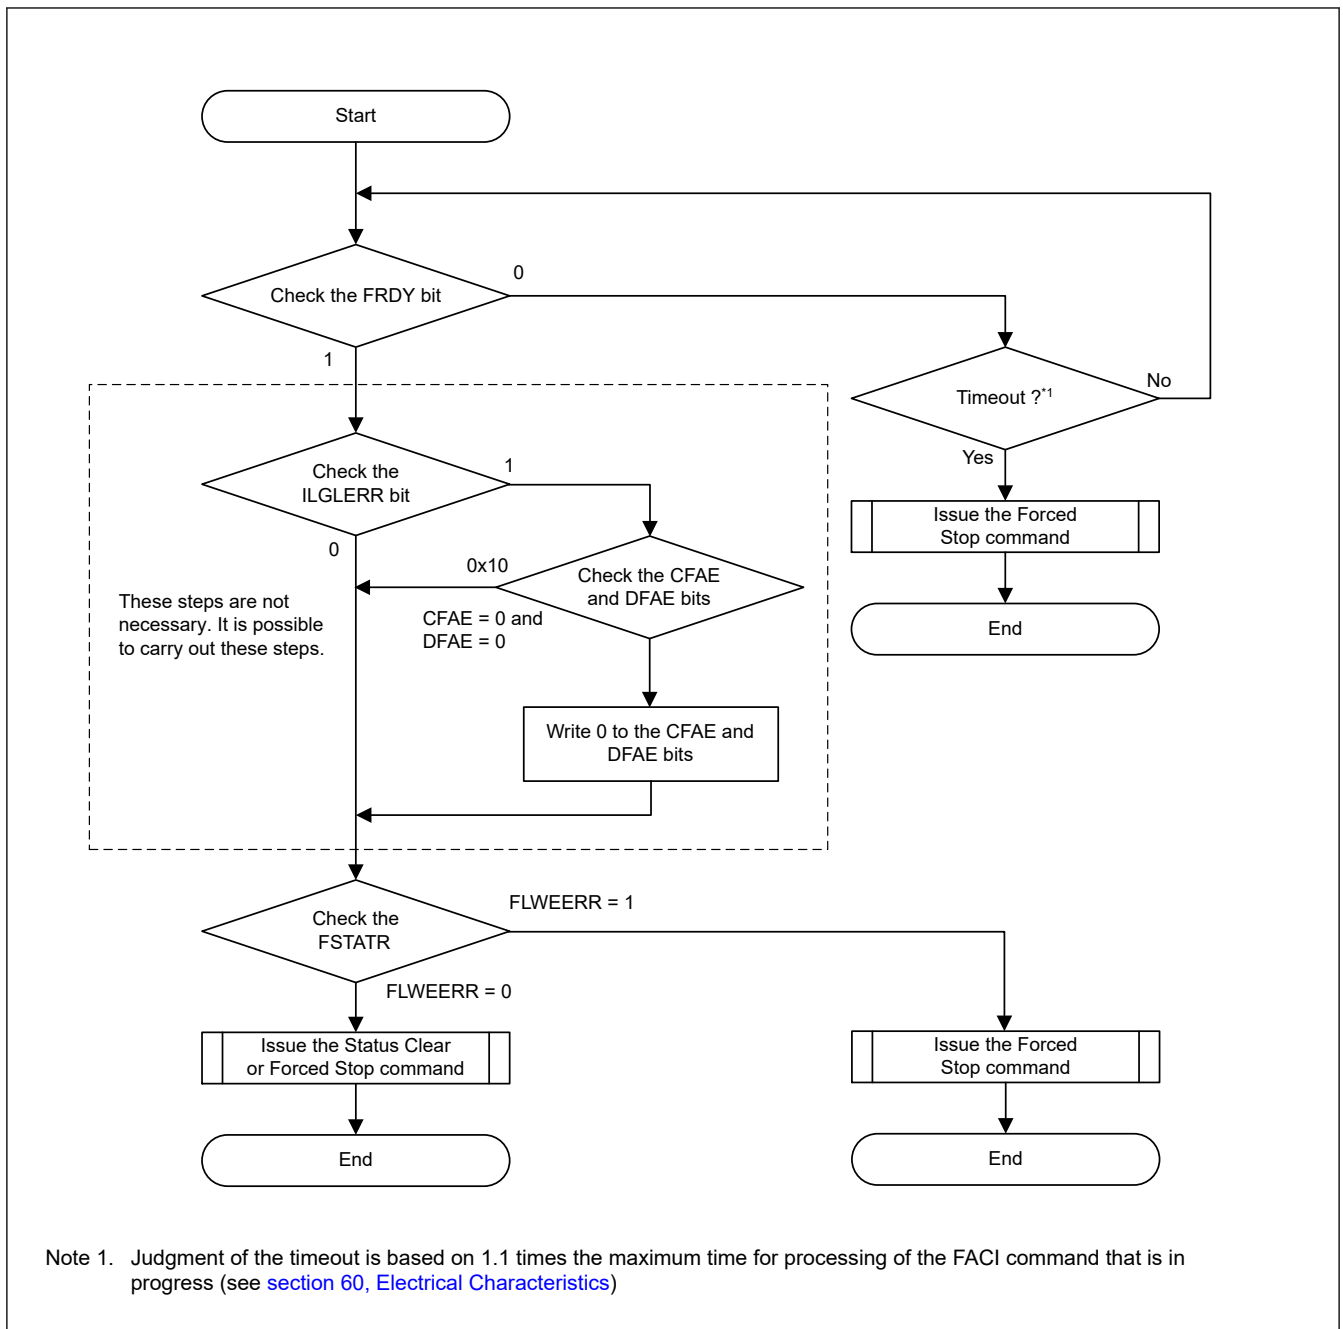 Start
Check the FRDY bit
0
1
Timeout ?*1
No
Yes
Issue the Forced
Stop command
End
Check the
ILGLERR bit
1
0
Check the CFAE
and DFAE bits
0x10
CFAE = 0 and
DFAE = 0
These steps are not
necessary. It is possible
to carry out these steps.
Write 0 to the CFAE and
DFAE bits
Check the
FSTATR
FLWEERR = 1
FLWEERR = 0
Issue the Status Clear
or Forced Stop command
End
Issue the Forced
Stop command
End
Note 1. Judgment of the timeout is based on 1.1 times the maximum time for processing of the FACI command that is in
progress (see section 60, Electrical Characteristics)